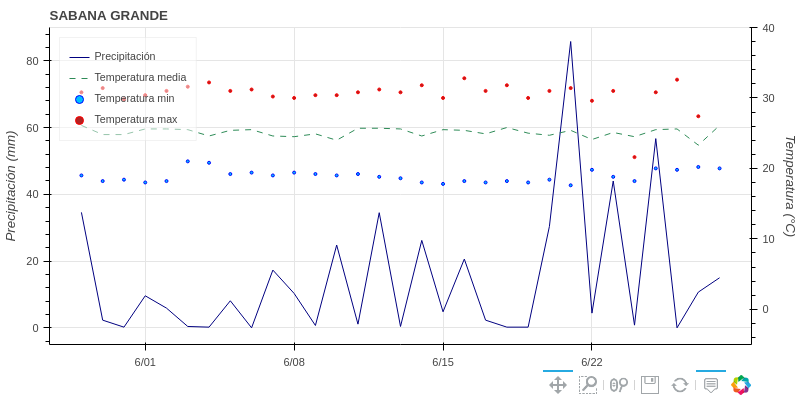 SABANA GRANDE
Precipitación
Temperatura media
Temperatura min
Temperatura max
Precipitación (mm)
80
60
40
20
0
Temperatura (°C)
40
30
20
10
0
6/01
6/08
6/15
6/22